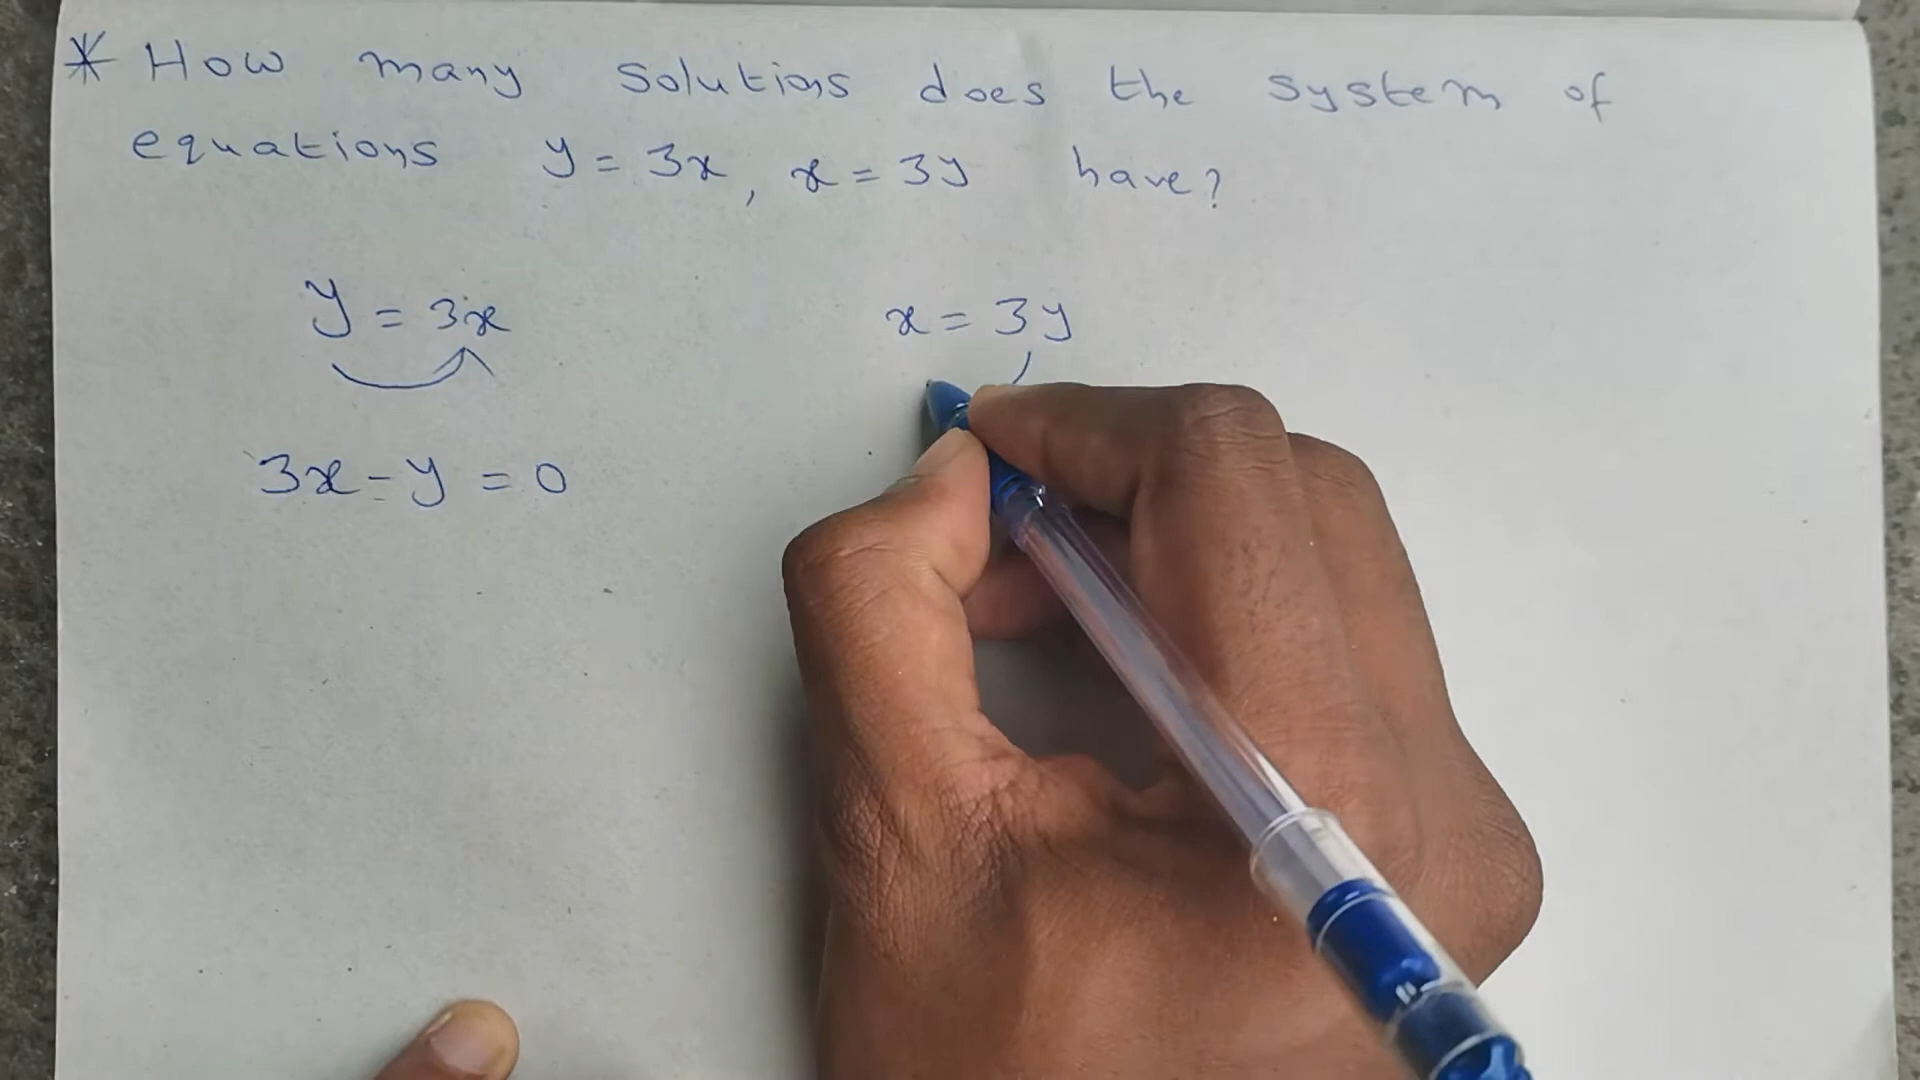 * How many solutions does the system of
equations y = 3x, x = 3y have?
y = 3x
x = 3y
3x - y = 0